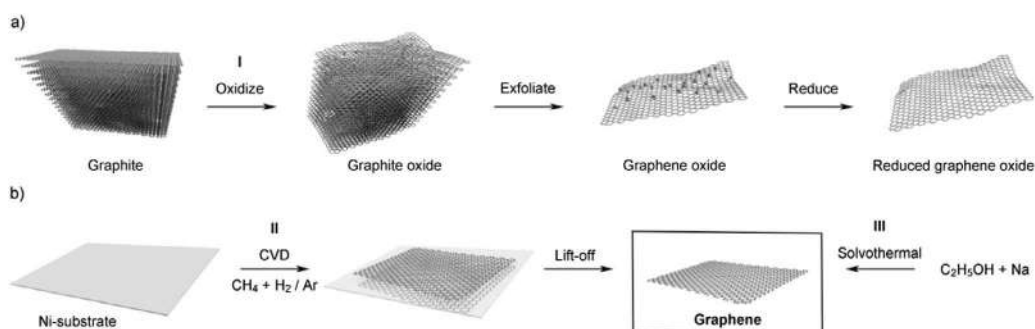 a)
I
Oxidize
Exfoliate
Reduce
Graphite
Graphite oxide
Graphene oxide
Reduced graphene oxide
b)
II
CVD
CH₄ + H₂ / Ar
Lift-off
III
Solvothermal
C₂H₅OH + Na
Ni-substrate
Graphene